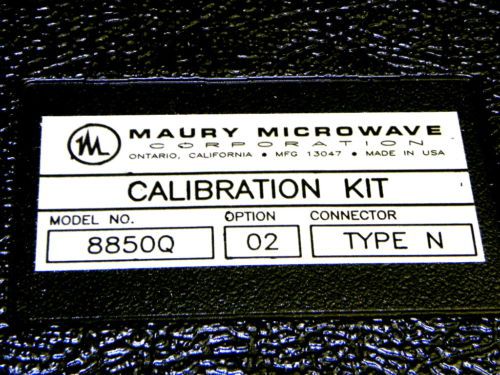 M MAURY MICROWAVE
CORPORATION
ONTARIO, CALIFORNIA • MFG 13047 • MADE IN USA
CALIBRATION KIT
MODEL NO. OPTION CONNECTOR
8850Q 02 TYPE N